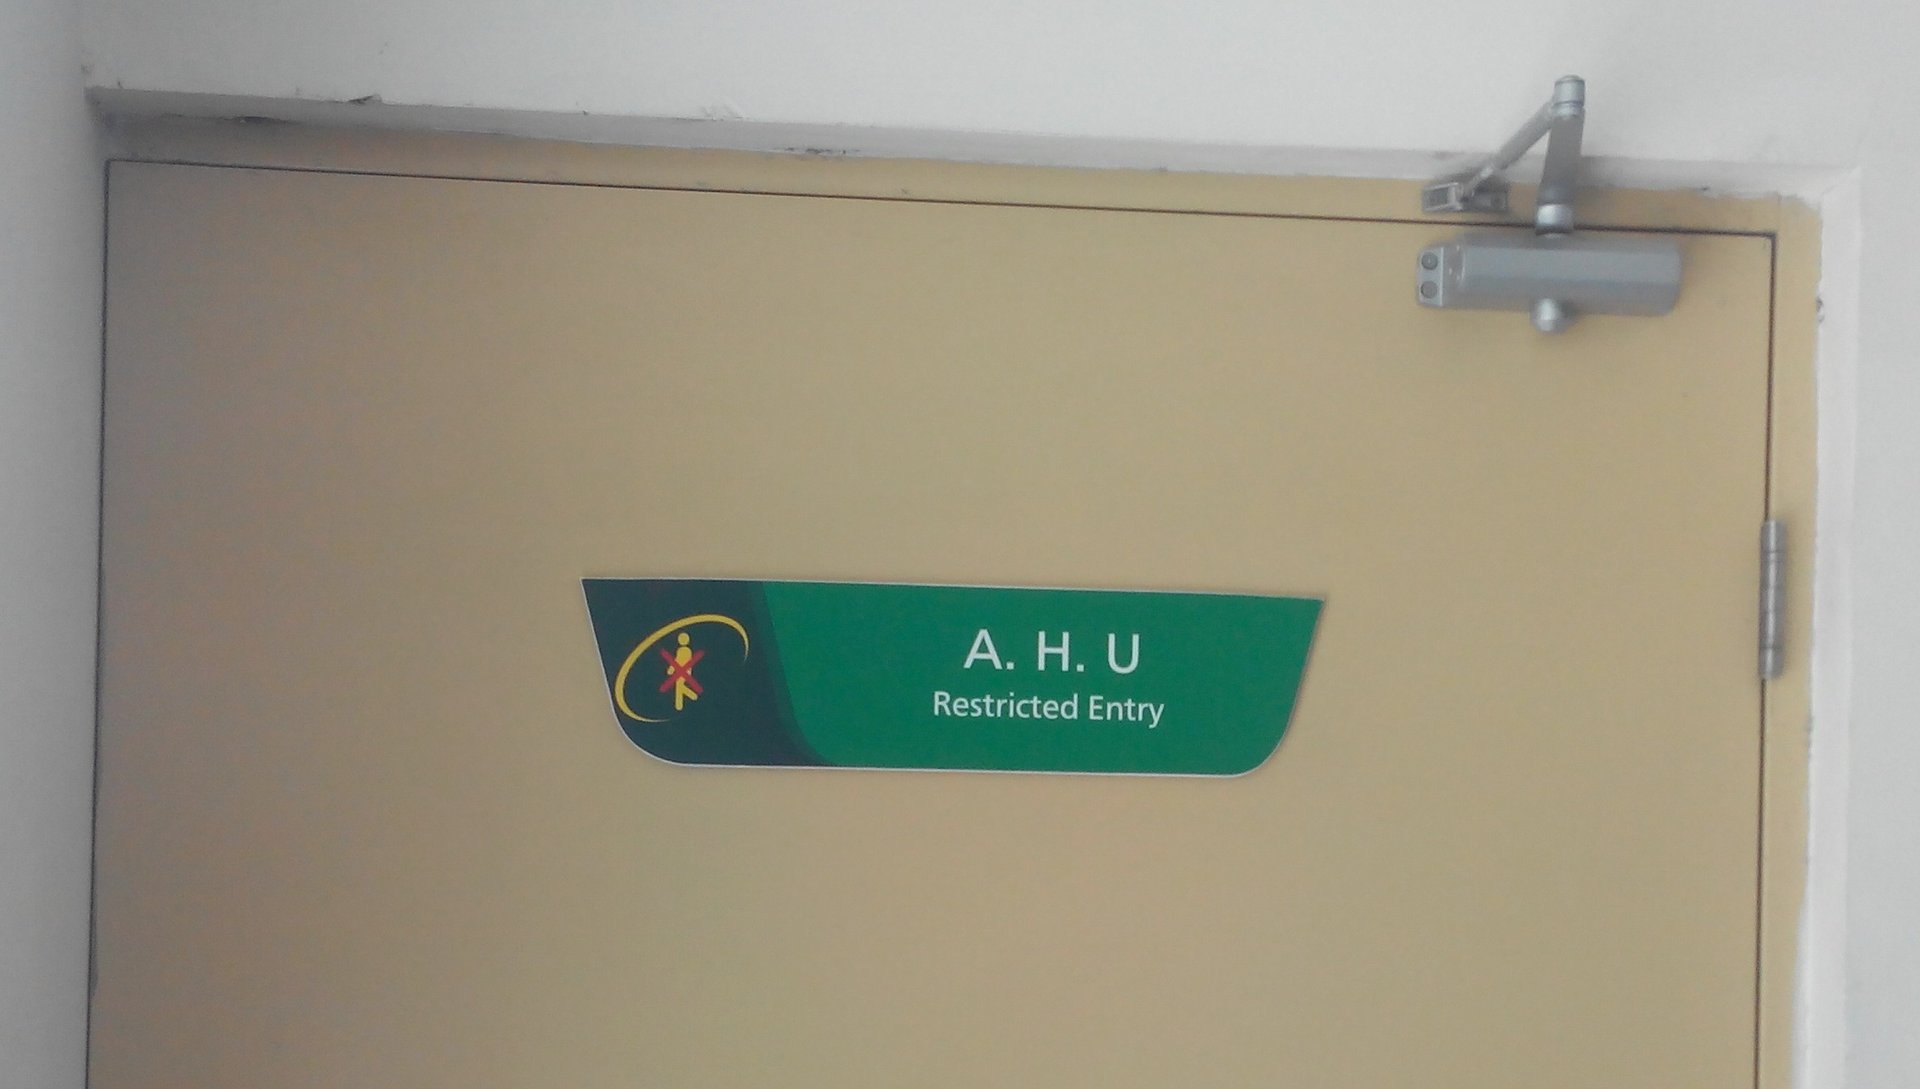 A. H. U
Restricted Entry